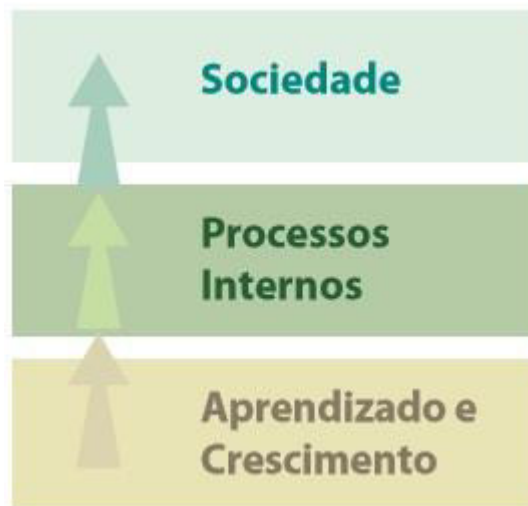 Sociedade
Processos
Internos
Aprendizado e
Crescimento